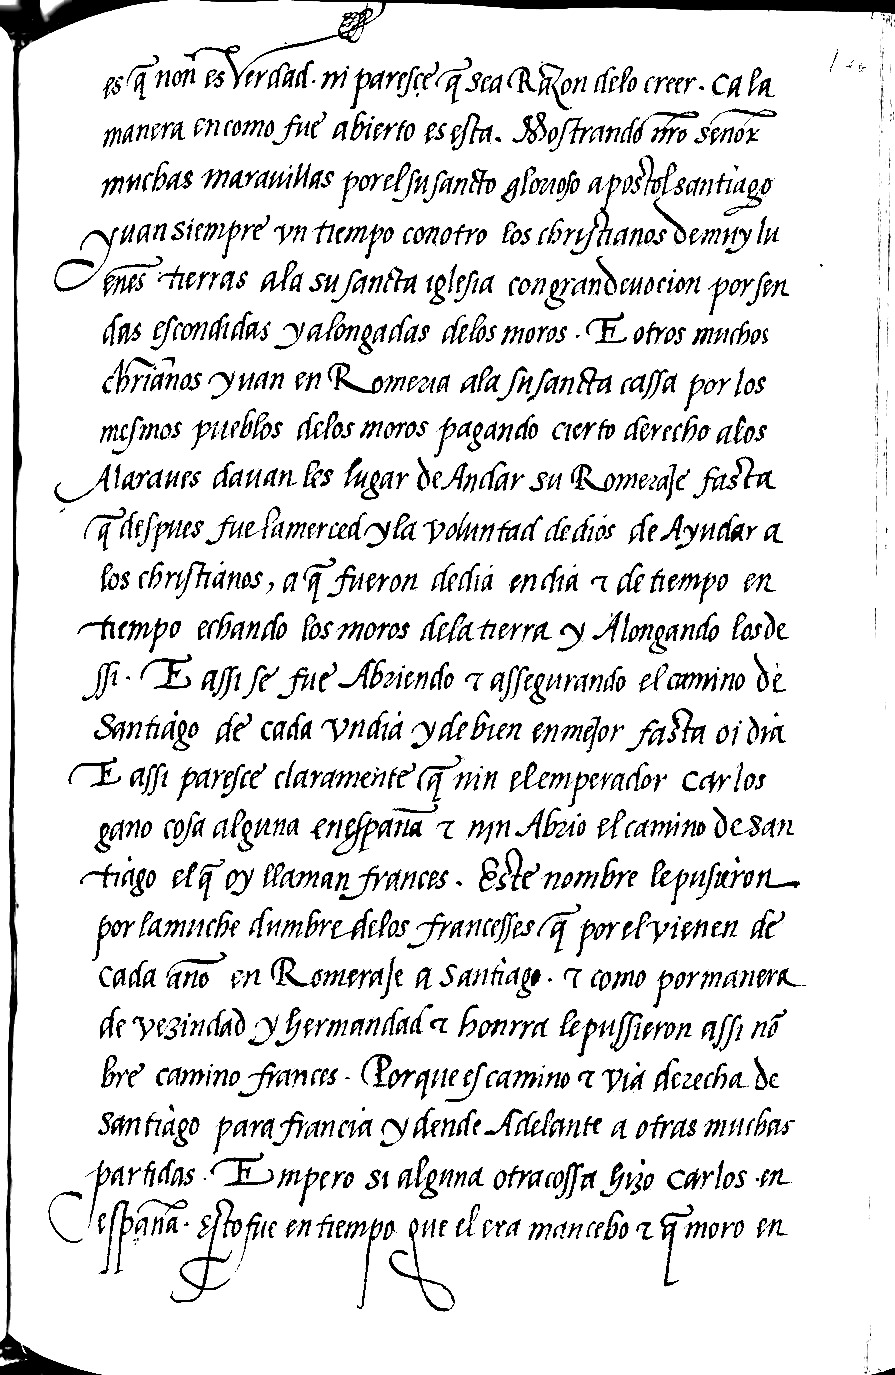 es q̃ non̄ es Verdad. ni paresçe q̃ sea Razon delo creer. Ca la
manera en como fue abierto es esta. Mostrando nr̃o señor
muchas marauillas por el su sancto glorioso apostol santiago
yuan siempre vn tiempo con otro los christianos de muy lu
enes tierras ala su sancta iglesia con gran deuocion por sen
das escondidas y alongadas delos moros. E otros muchos
chrianos yuan en Romeria ala su sancta cassa por los
mesmos pueblos delos moros pagando cierto derecho alos
Alaraues dauan les lugar de Andar su Romeraje fasta
q̃ despues fue la merced y la voluntad de dios de Ayudar a
los christianos, a q̃ fueron de dia en dia ⁊ de tiempo en
tiempo echando los moros dela tierra y Alongando los de
ssi. E assi se fue Abriendo ⁊ assegurando el camino de
Santiago de cada vn dia y de bien en mejor fasta oi dia
E assi paresce claramente q̃ nin el emperador Carlos
gano cosa alguna en españa ⁊ nin Abrio el camino de San
tiago el q̃ oy llaman frances. Este nombre le pusieron
por la muchedumbre delos francesses q̃ por el vienen de
cada año en Romeraje a Santiago. ⁊ como por manera
de vezindad y hermandad ⁊ honrra le pussieron assi nõ
bre camino frances. Porque es camino ⁊ via derecha de
Santiago para francia y dende Adelante a otras muchas
partidas. Empero si alguna otra cossa hizo Carlos en
españa. esto fue en tiempo que el era mancebo ⁊ q̃ moro en